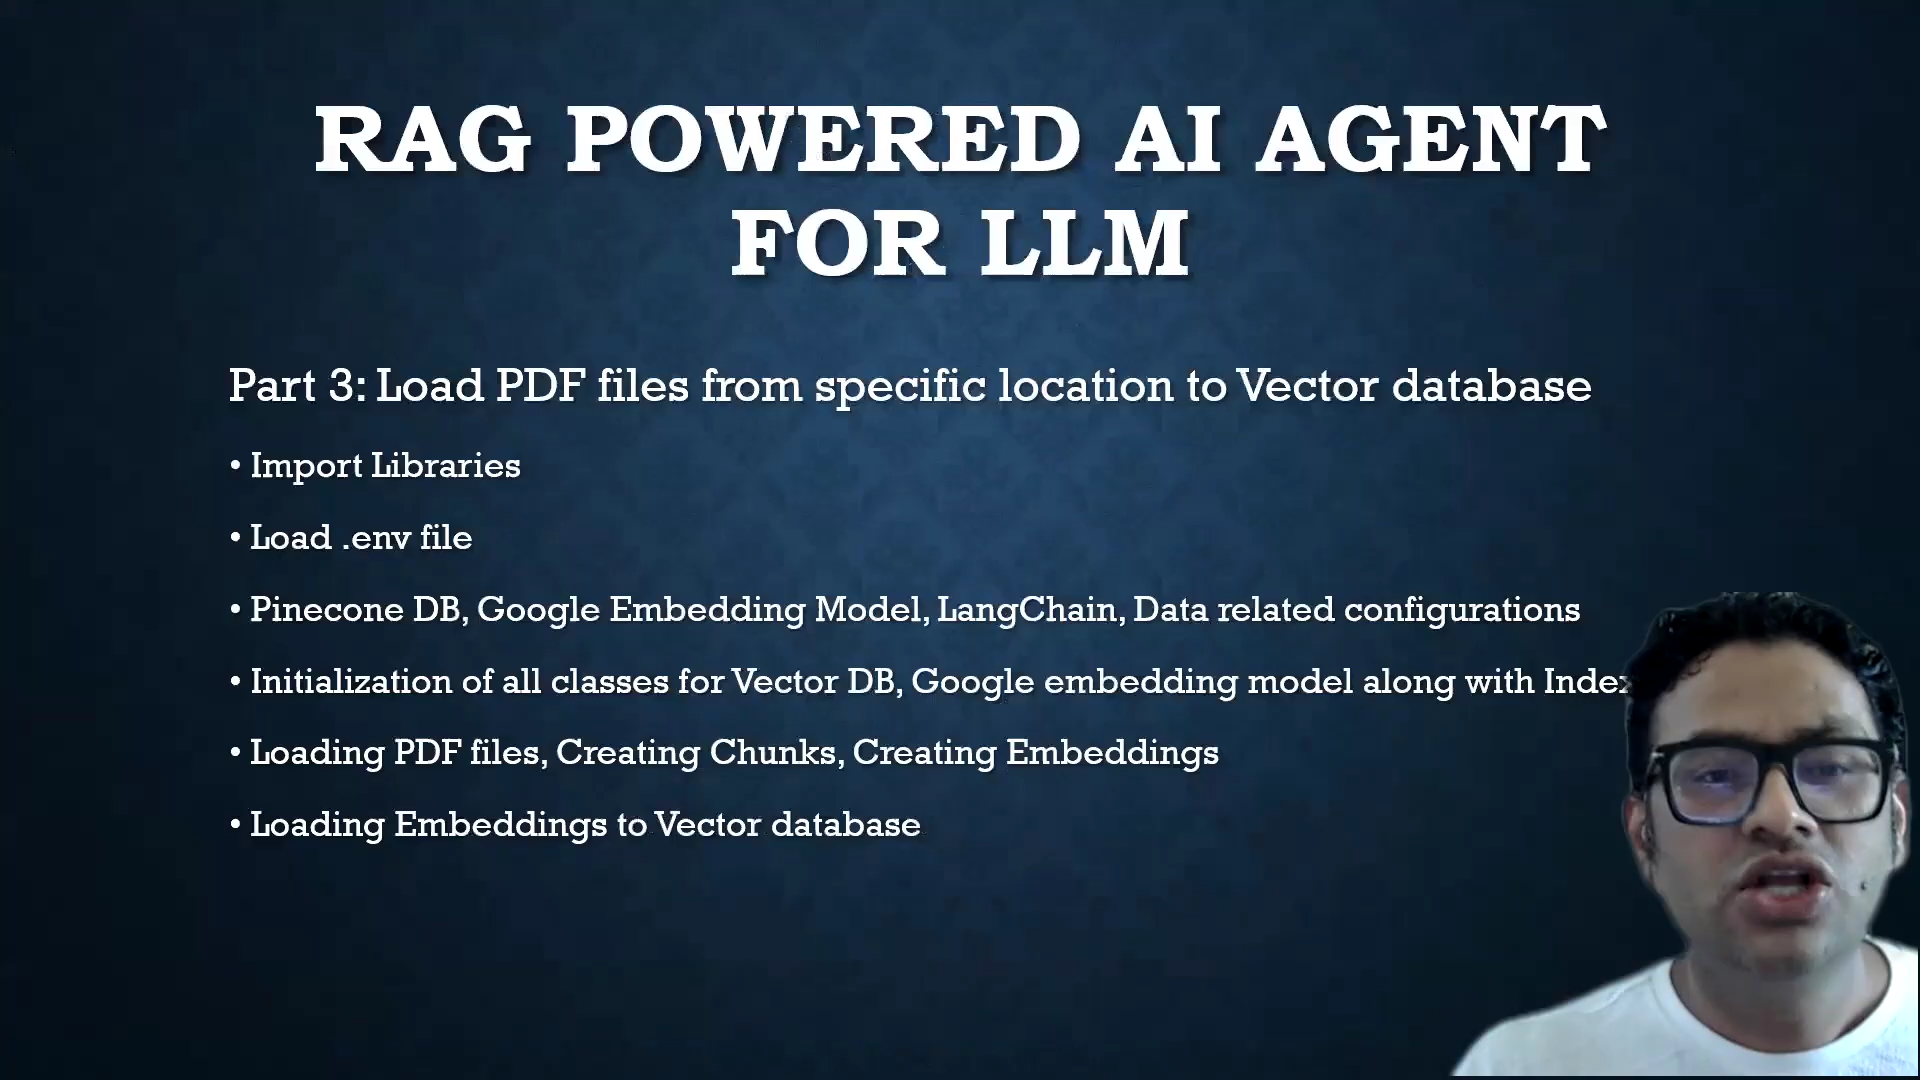 RAG POWERED AI AGENT
FOR LLM
Part 3: Load PDF files from specific location to Vector database
• Import Libraries
• Load .env file
• Pinecone DB, Google Embedding Model, LangChain, Data related configurations
• Initialization of all classes for Vector DB, Google embedding model along with Index
• Loading PDF files, Creating Chunks, Creating Embeddings
• Loading Embeddings to Vector database